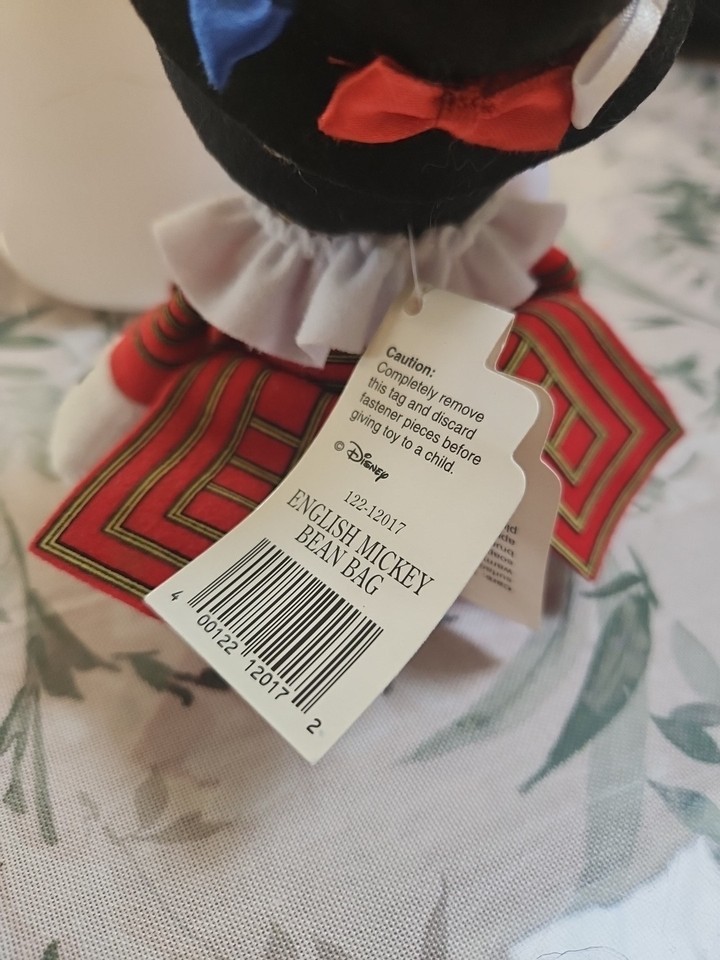 Caution:
Completely remove
this tag and discard
fastener pieces before
giving toy to a child.
© Disney
122-12017
ENGLISH MICKEY
BEAN BAG
4 00122 12017 2